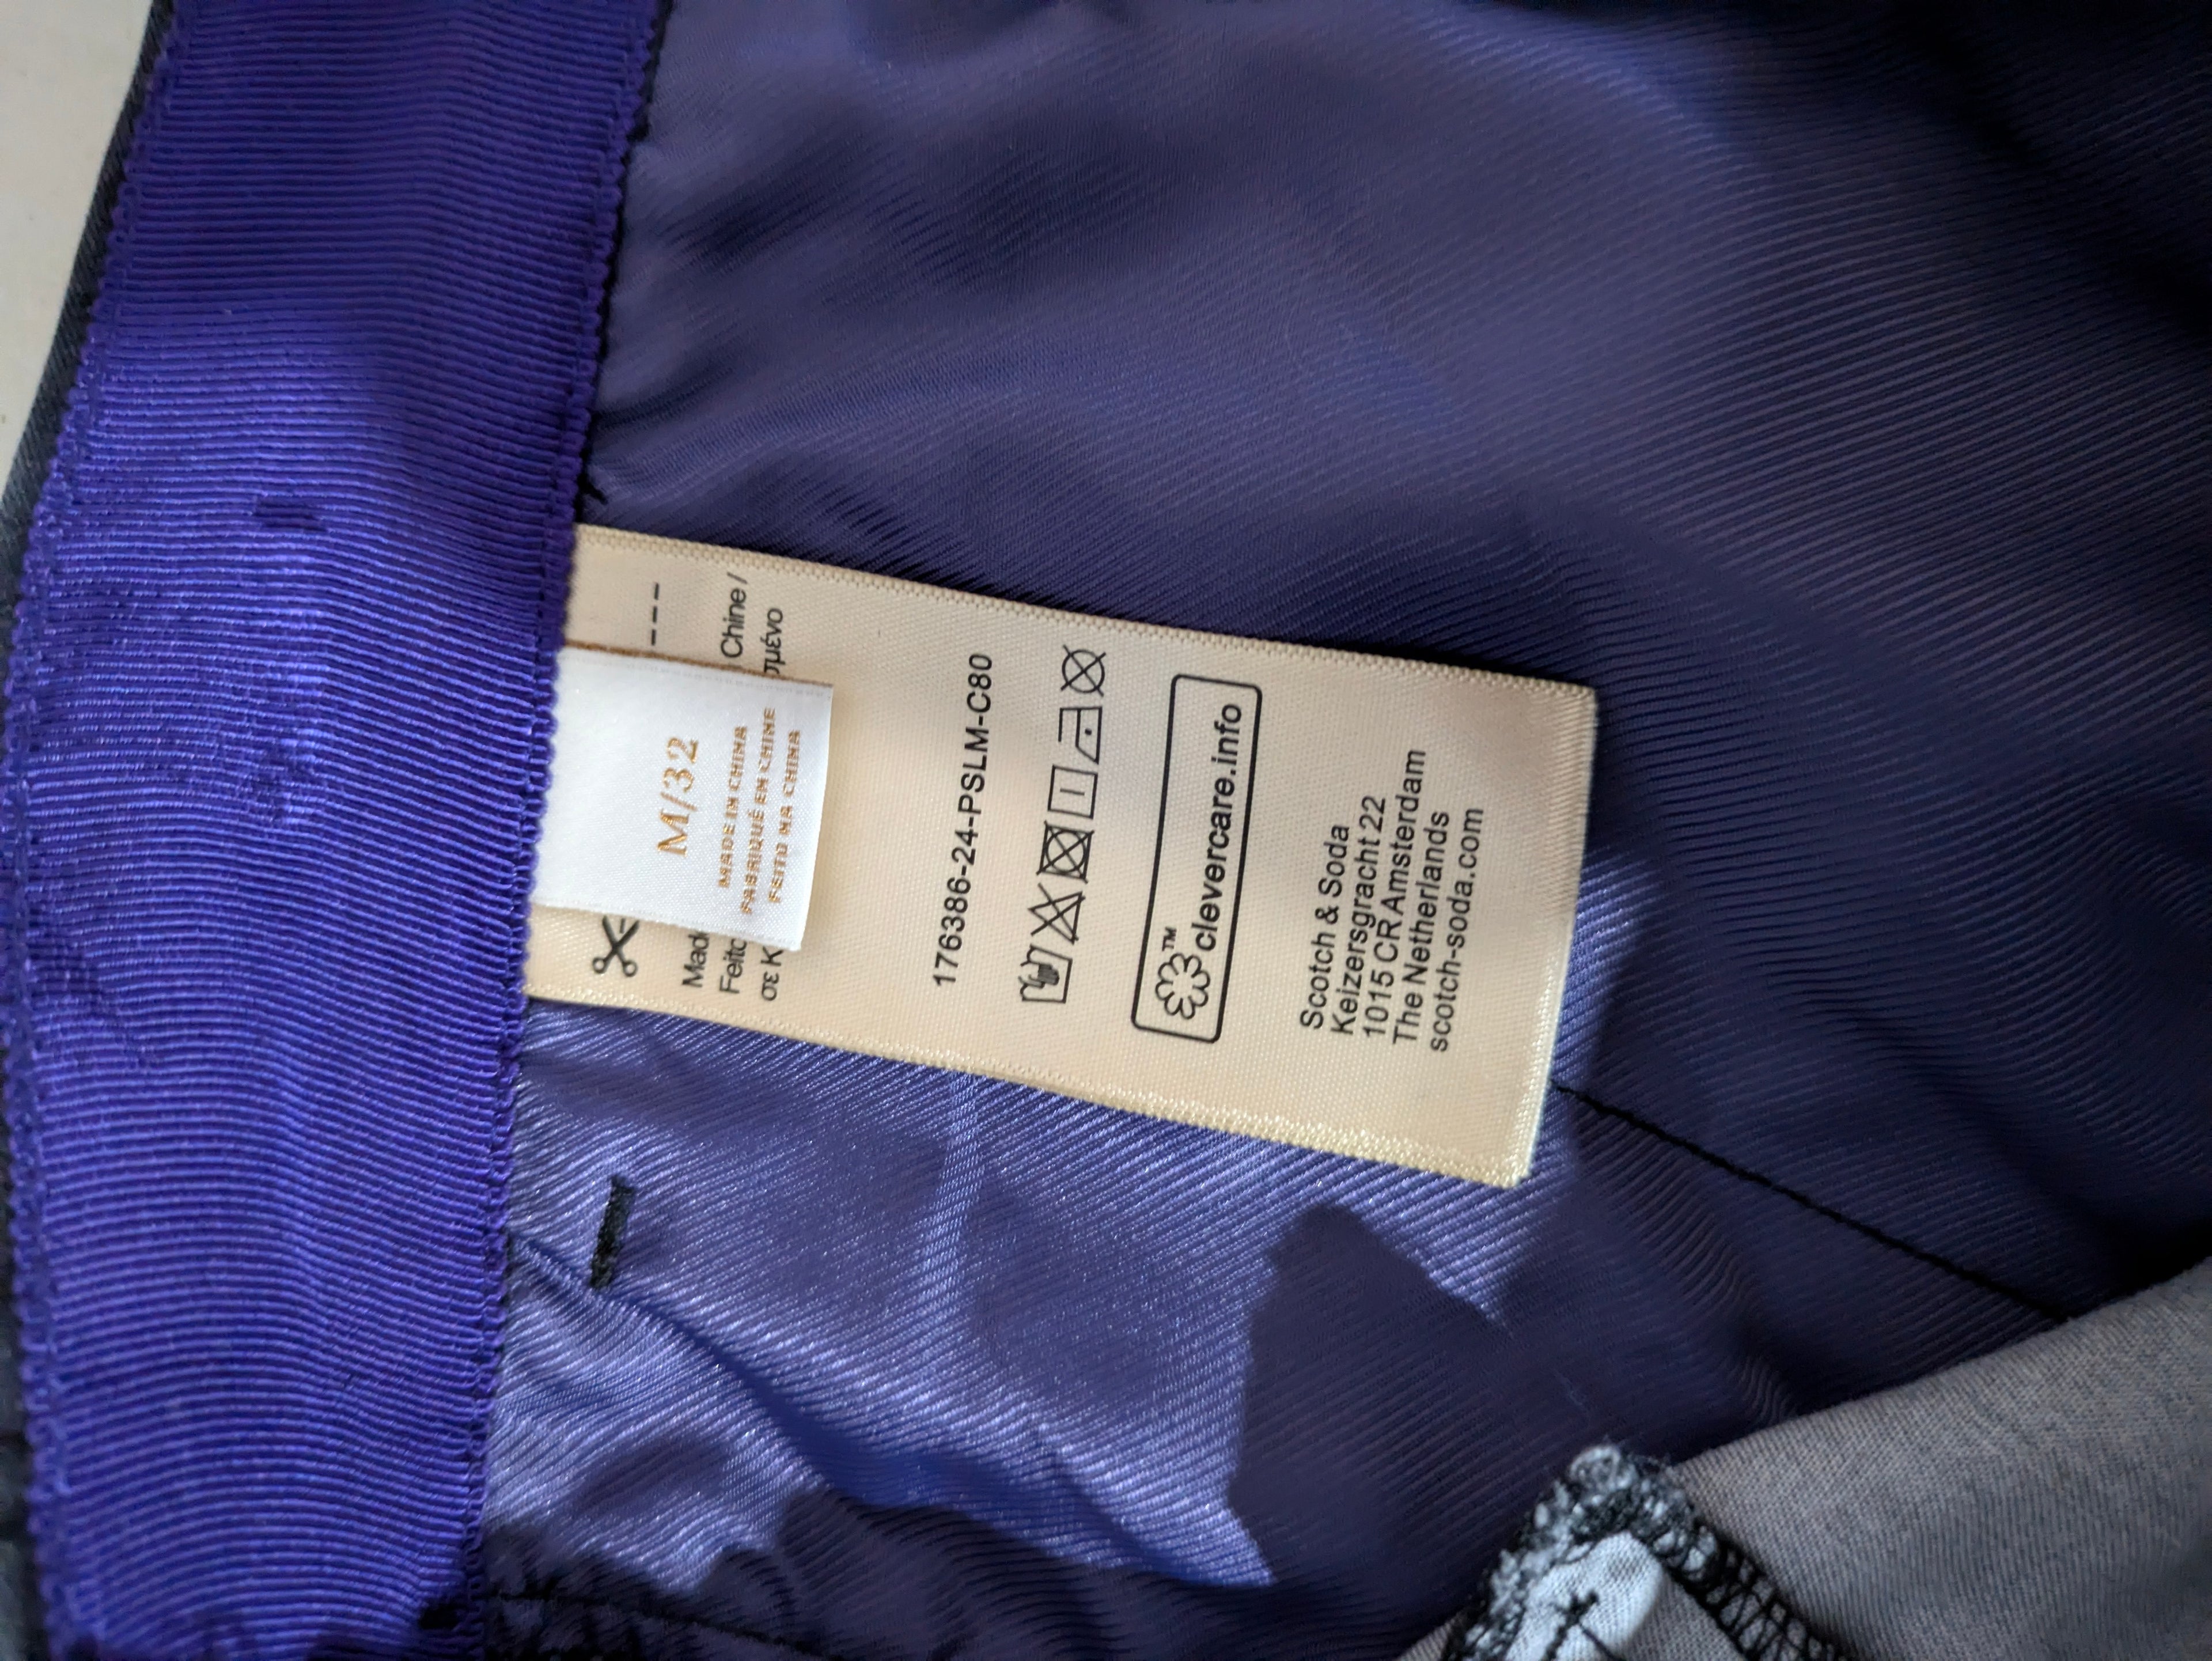 M/32
MADE IN CHINA
FABRIQUÉ EN CHINE
FEITO NA CHINA
Chine /
σε Κ
176386-24-PSLM-C80
clevercare.info
Scotch & Soda
Keizersgracht 22
1015 CR Amsterdam
The Netherlands
scotch-soda.com